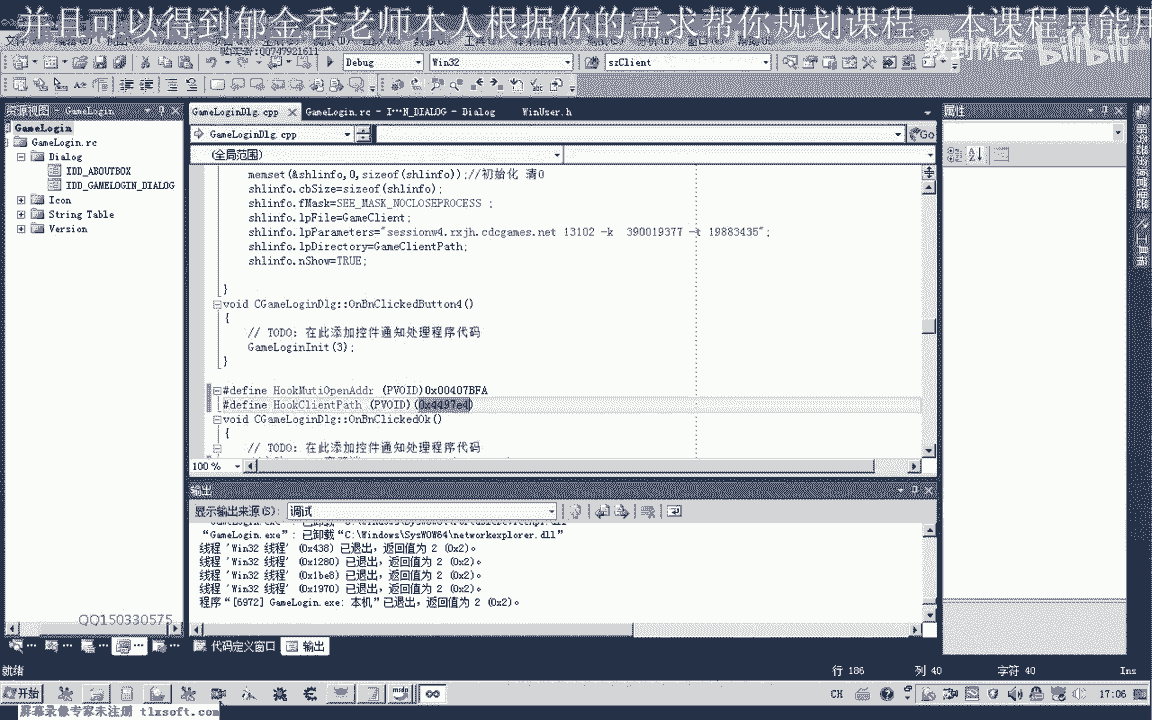 并且可以得到郁金香老师本人根据你的需求帮你规划课程。 本课程只能用
教到你会 bilibili
QQ747921611
Debug Win32 szClient
资源视图 - GameLogin
GameLoginDlg.cpp GameLogin.rc - I···N_DIALOG - Dialog WinUser.h
属性
GameLogin
GameLoginDlg.cpp
Go
GameLogin.rc
(全局范围)
Dialog
IDD_ABOUTBOX
IDD_GAMELOGIN_DIALOG
Icon
String Table
Version
memset(&shlinfo,0,sizeof(shlinfo));//初始化 清0
shlinfo.cbSize=sizeof(shlinfo);
shlinfo.fMask=SEE_MASK_NOCLOSEPROCESS ;
shlinfo.lpFile=GameClient;
shlinfo.lpParameters="sessionw4.rxjh.cdcgames.net 13102 -k 390019377 -t 19883435";
shlinfo.lpDirectory=GameClientPath;
shlinfo.nShow=TRUE;
}
void CGameLoginDlg::OnBnClickedButton4()
{
// TODO: 在此添加控件通知处理程序代码
GameLoginInit(3);
}
#define HookMutiOpenAddr (PVOID)0x00407BFA
#define HookClientPath (PVOID)(0x4497e4)
void CGameLoginDlg::OnBnClickedOk()
{
// TODO: 在此添加控件通知处理程序代码
100 %
服务器资源管理器
工具箱
输出
显示输出来源(S): 调试
“GameLogin.exe”: 已卸载“C:\Windows\SysWOW64\networkexplorer.dll”
线程 'Win32 线程' (0x438) 已退出，返回值为 2 (0x2)。
线程 'Win32 线程' (0x1280) 已退出，返回值为 2 (0x2)。
线程 'Win32 线程' (0x1be8) 已退出，返回值为 2 (0x2)。
线程 'Win32 线程' (0x1970) 已退出，返回值为 2 (0x2)。
程序“[6972] GameLogin.exe: 本机”已退出，返回值为 2 (0x2)。
QQ150330575
代码定义窗口 输出
就绪
行 186 列 40 字符 40 Ins
开始
CH
17:06
屏幕录像专家未注册 tlxsoft.com